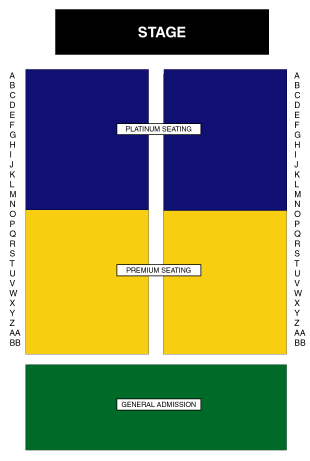 STAGE
A A
B B
C C
D D
E E
F F
G G
PLATINUM SEATING
H H
I I
J J
K K
L L
M M
N N
O O
P P
Q Q
R R
S S
T T
PREMIUM SEATING
U U
V V
W W
X X
Y Y
Z Z
AA AA
BB BB
GENERAL ADMISSION